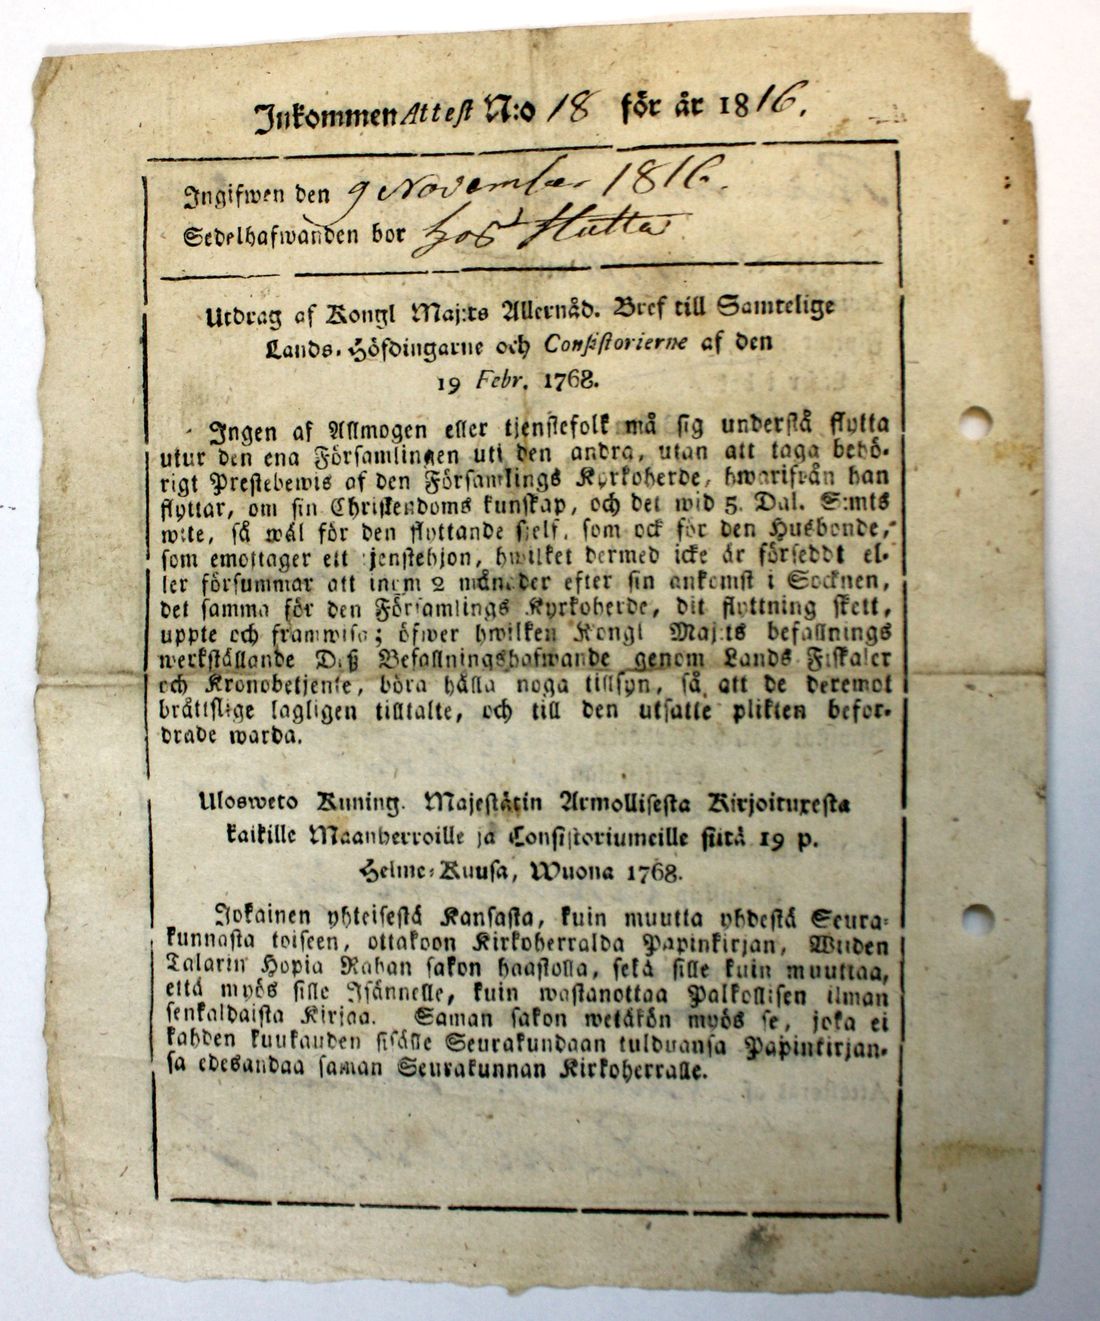 Inkommen Attest N:o 18 för år 1816.
Ingifwen den 9 November 1816.
Sedelhafwanden bor hos Hutta
Utdrag af Kongl Maj:ts Allernåd. Bref till Samtelige
Lands-Höfdingarne och Consistorierne af den
19 Febr. 1768.
Ingen af Allmogen eller tjenstefolk må sig understå flytta
utur den ena Församlingen uti den andra, utan att taga behö-
rigt Prestebewis af den Församlings Kyrkoherde, hwarifrån han
flyttar, om sin Christendoms kunskap, och det wid 5. Dal. S:mts
wite, så wäl för den flyttande sjelf, som ock för den Husbonde,
som emottager ett tjenstehjon, hwilket dermed icke är förseddt el-
ler försummar att inom 2 månader efter sin ankomst i Socknen,
det samma för den Församlings Kyrkoherde, dit flyttning skett,
uppte och framwisa; öfwer hwilken Kongl Maj:ts befallnings
werkställande Deß Befallningshafwande genom Lands Fiskaler
och Kronobetjente, böra hålla noga tillsyn, så att de deremot
bråttslige lagligen tilltalte, och till den utsatte plikten befor-
drade warda.
Ulosweto Kuning. Majestätin Armollisesta Kirjoituxesta
kaikille Maanherroille ja Consistoriumeille siitä 19 p.
Helme-Kuusa, Wuona 1768.
Jokainen yhteisestä Kansasta, kuin muutta yhdestä Seura-
kunnasta toiseen, ottakoon Kirkoherralda Papinkirjan, Wiiden
Talarin Hopia Rahan sakon haastolla, sekä sille kuin muuttaa,
että myös sille Isännelle, kuin wastanottaa Palkollisen ilman
senkaldaista Kirjaa. Saman sakon wetäkön myös se, joka ei
kahden kuukauden sisälle Seurakundaan tulduansa Papinkirjan-
sa edesandaa saman Seurakunnan Kirkoherralle.